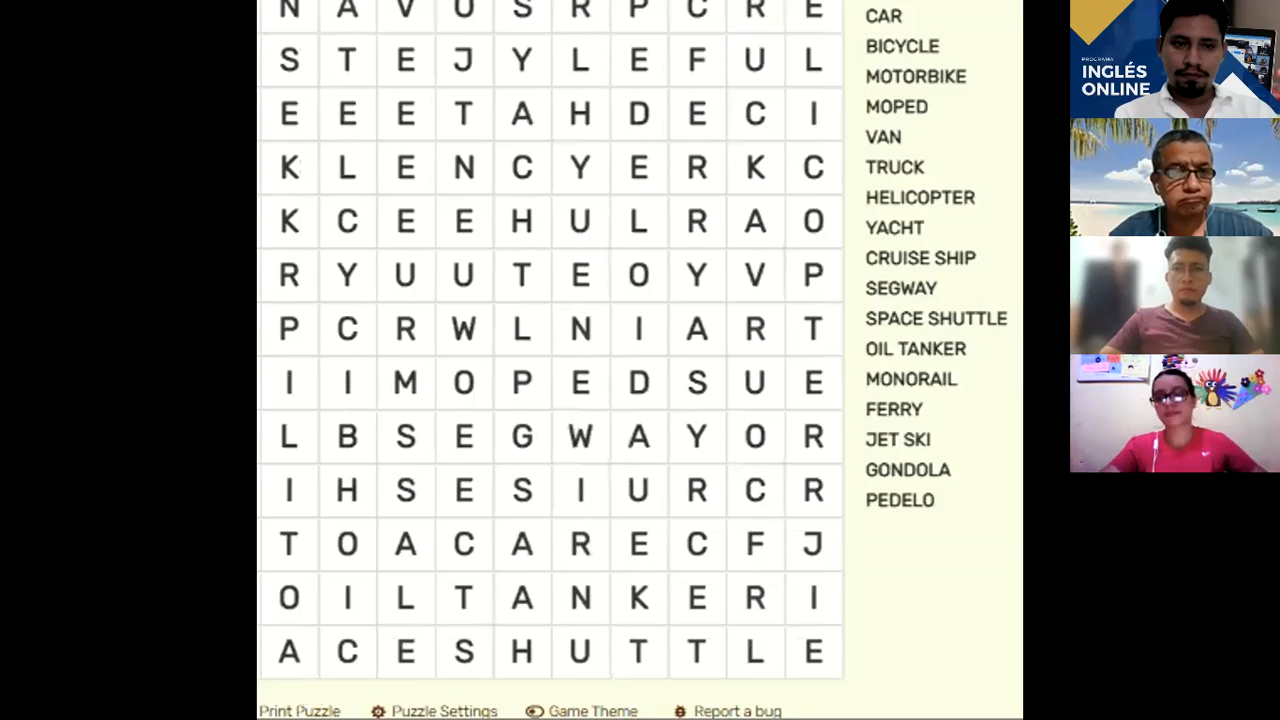 N A V O S R P C R E
S T E J Y L E F U L
E E E T A H D E C I
K L E N C Y E R K C
K C E E H U L R A O
R Y U U T E O Y V P
P C R W L N I A R T
I I M O P E D S U E
L B S E G W A Y O R
I H S E S I U R C R
T O A C A R E C F J
O I L T A N K E R I
A C E S H U T T L E
CAR
BICYCLE
MOTORBIKE
MOPED
VAN
TRUCK
HELICOPTER
YACHT
CRUISE SHIP
SEGWAY
SPACE SHUTTLE
OIL TANKER
MONORAIL
FERRY
JET SKI
GONDOLA
PEDELO
Print Puzzle Puzzle Settings Game Theme Report a bug
PROGRAMA
INGLÉS
ONLINE